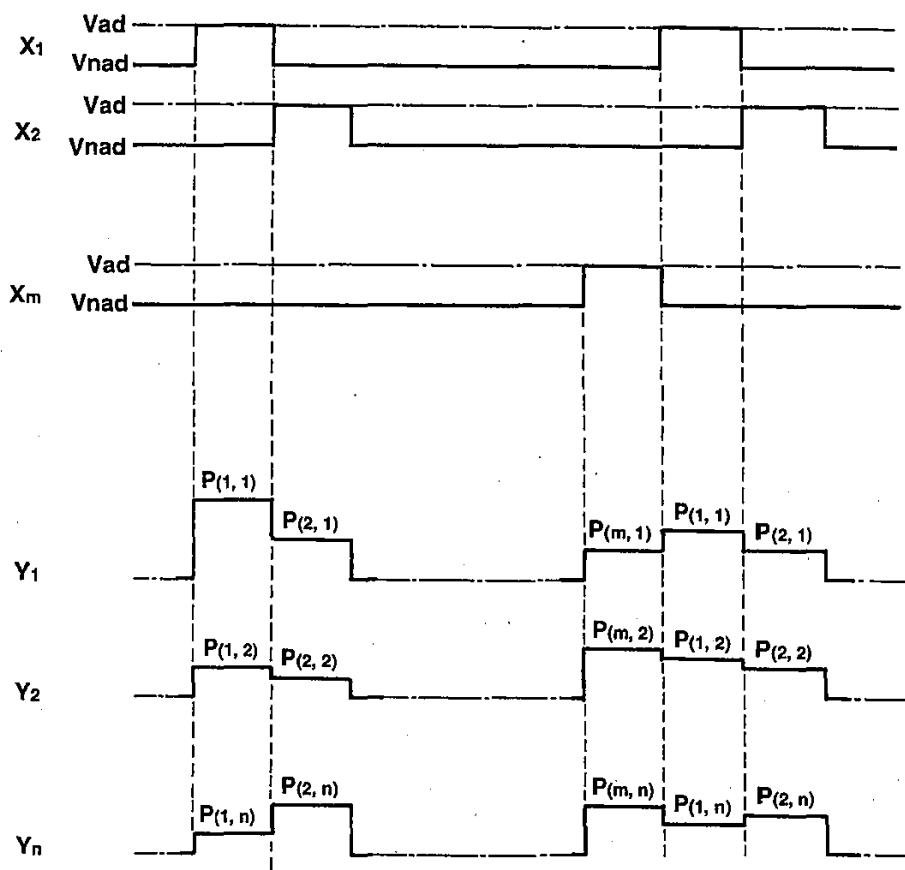 Vad
X1
Vnad
Vad
X2
Vnad
Vad
Xm
Vnad
P(1, 1)
P(2, 1)
P(m, 1)
P(1, 1)
P(2, 1)
Y1
P(1, 2)
P(2, 2)
P(m, 2)
P(1, 2)
P(2, 2)
Y2
P(1, n)
P(2, n)
P(m, n)
P(1, n)
P(2, n)
Yn